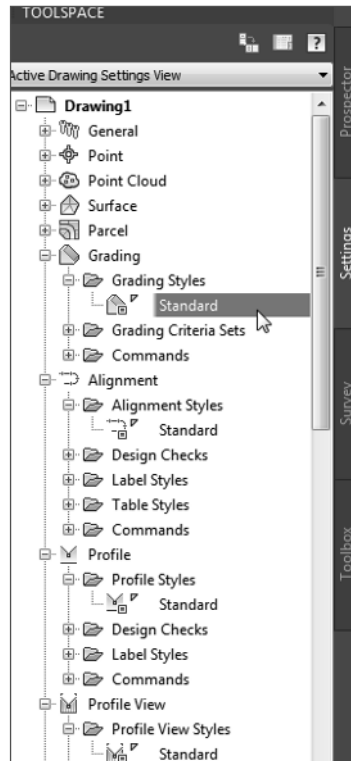 TOOLSPACE
?
Active Drawing Settings View
Drawing1
General
Point
Point Cloud
Surface
Parcel
Grading
Grading Styles
Standard
Grading Criteria Sets
Commands
Alignment
Alignment Styles
Standard
Design Checks
Label Styles
Table Styles
Commands
Profile
Profile Styles
Standard
Design Checks
Label Styles
Commands
Profile View
Profile View Styles
Standard
Prospector
Settings
Survey
Toolbox